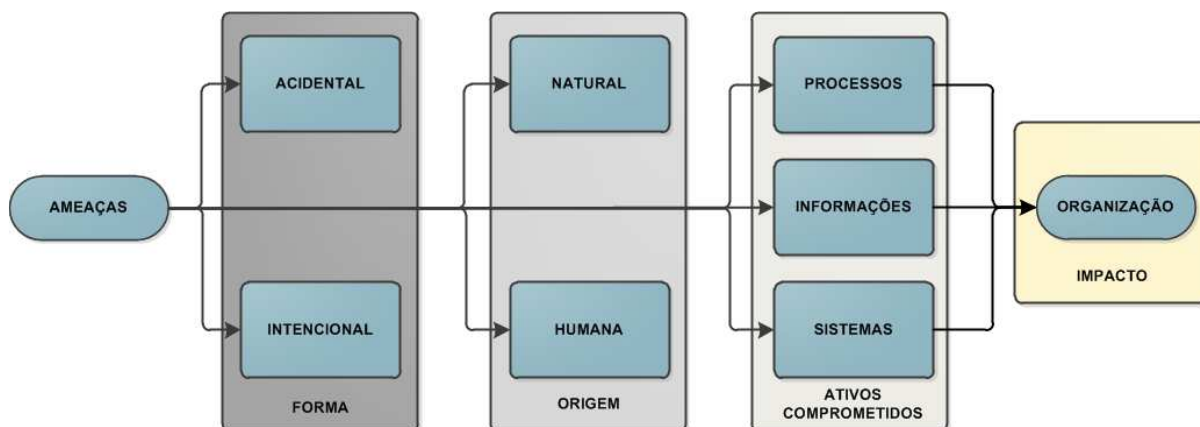 AMEAÇAS
ACIDENTAL
INTENCIONAL
FORMA
NATURAL
HUMANA
ORIGEM
PROCESSOS
INFORMAÇÕES
SISTEMAS
ATIVOS
COMPROMETIDOS
ORGANIZAÇÃO
IMPACTO